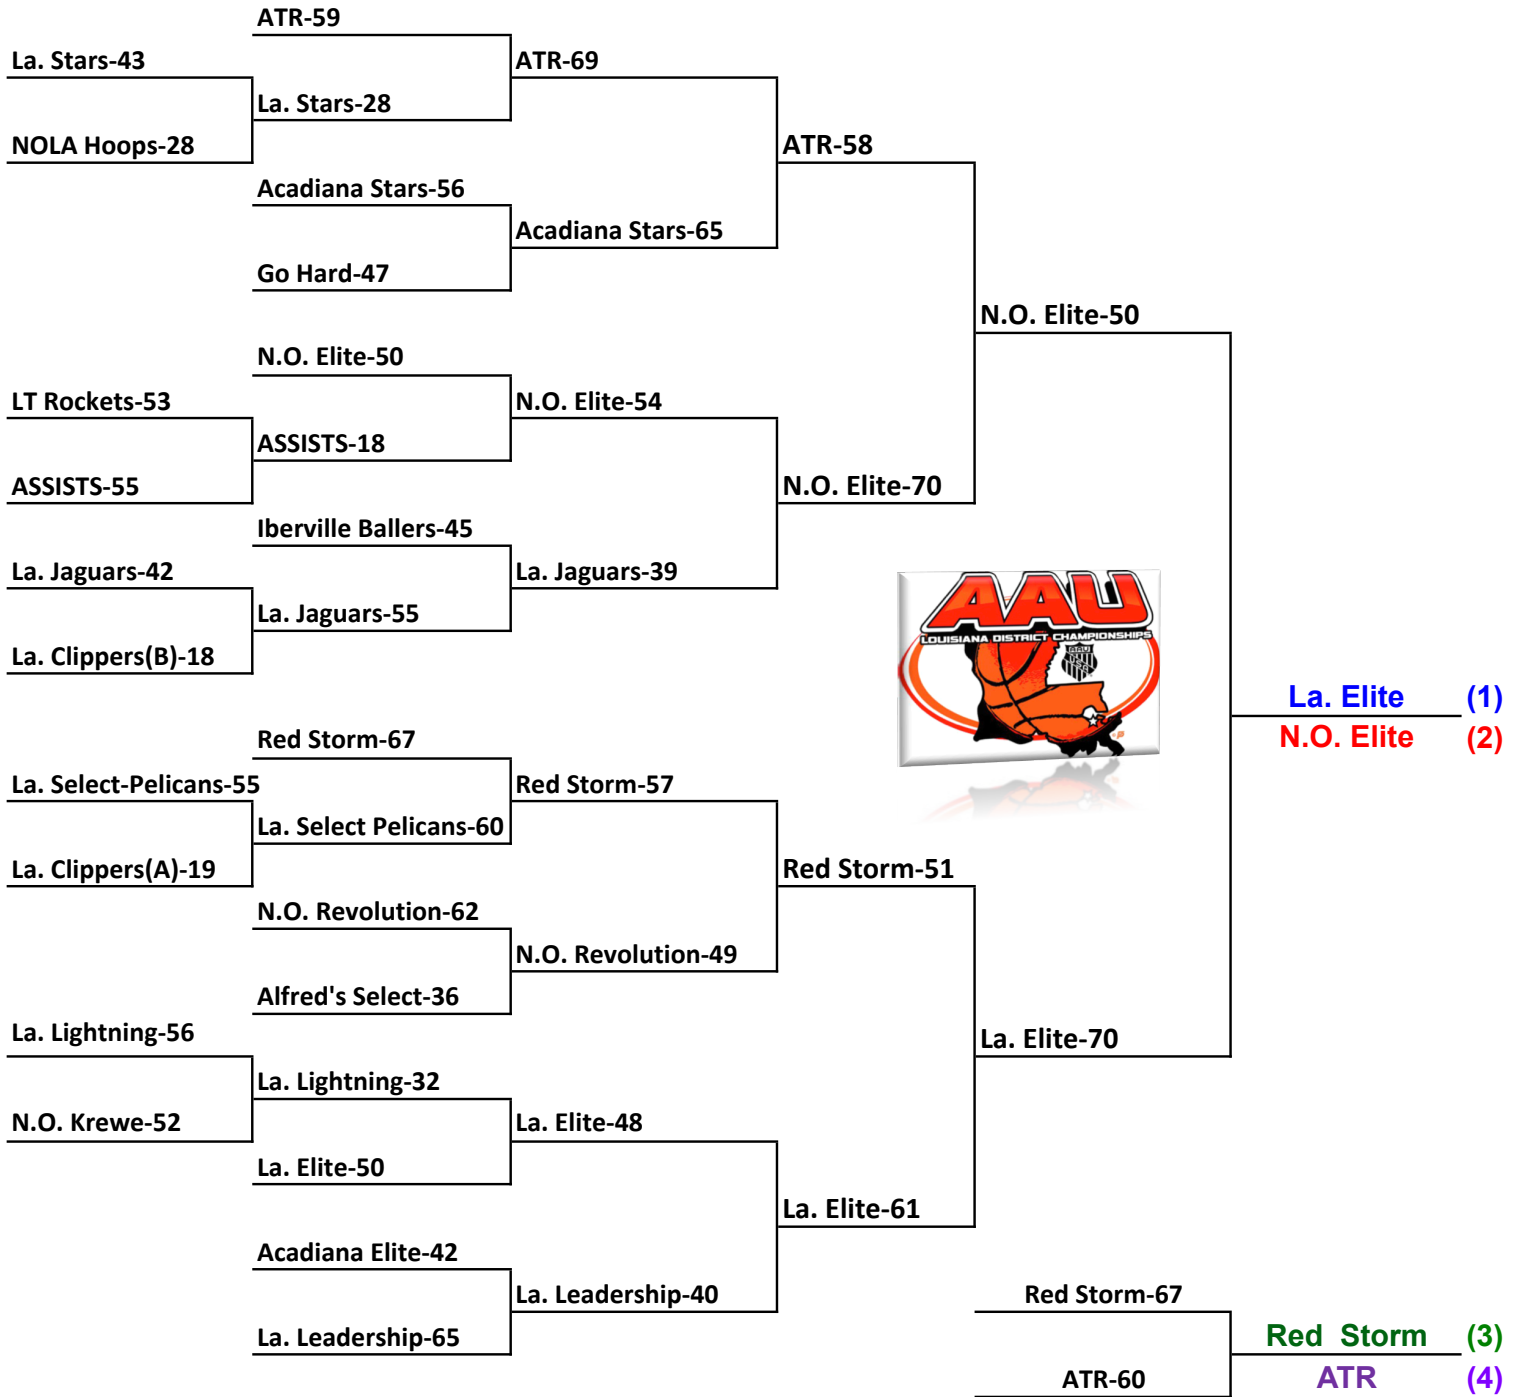 ATR-59
La. Stars-43
ATR-69
La. Stars-28
NOLA Hoops-28
ATR-58
Acadiana Stars-56
Acadiana Stars-65
Go Hard-47
N.O. Elite-50
N.O. Elite-50
LT Rockets-53
N.O. Elite-54
ASSISTS-18
ASSISTS-55
N.O. Elite-70
Iberville Ballers-45
La. Jaguars-42
La. Jaguars-39
La. Jaguars-55
La. Clippers(B)-18
AAU
LOUISIANA DISTRICT CHAMPIONSHIPS
La. Elite (1)
N.O. Elite (2)
Red Storm-67
La. Select-Pelicans-55
Red Storm-57
La. Select Pelicans-60
La. Clippers(A)-19
Red Storm-51
N.O. Revolution-62
N.O. Revolution-49
Alfred's Select-36
La. Lightning-56
La. Elite-70
La. Lightning-32
N.O. Krewe-52
La. Elite-48
La. Elite-50
La. Elite-61
Acadiana Elite-42
La. Leadership-40
La. Leadership-65
Red Storm-67
Red Storm (3)
ATR-60
ATR (4)